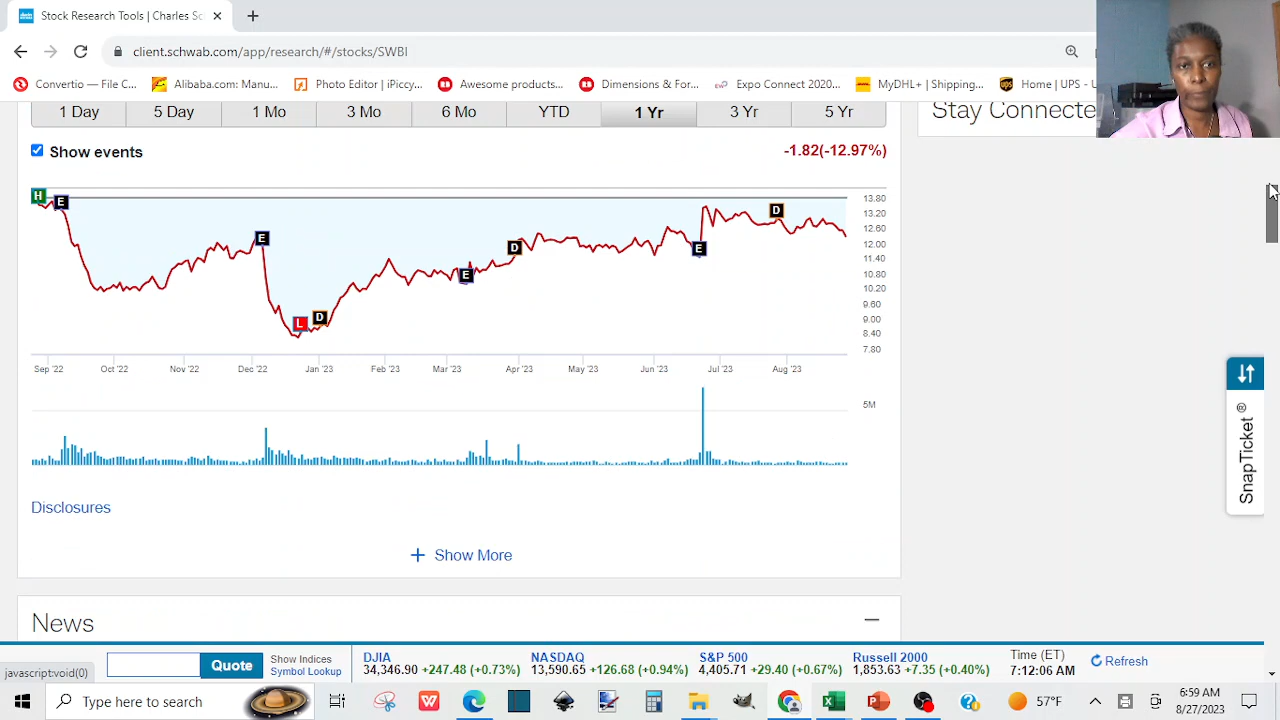 Stock Research Tools | Charles Sc
client.schwab.com/app/research/#/stocks/SWBI
Convertio — File C...
Alibaba.com: Manu...
Photo Editor | iFccy...
Awesome products...
Dimensions & For...
Expo Connect 2020...
MyDHL+ | Shipping...
Home | UPS - U
1 Day 5 Day 1 Mo 3 Mo 6 Mo YTD 1 Yr 3 Yr 5 Yr
Stay Connecte
Show events
-1.82(-12.97%)
H E E L D E D E D
13.80
13.20
12.60
12.00
11.40
10.80
10.20
9.60
9.00
8.40
7.80
Sep '22 Oct '22 Nov '22 Dec '22 Jan '23 Feb '23 Mar '23 Apr '23 May '23 Jun '23 Jul '23 Aug '23
5M
SnapTicket®
Disclosures
+ Show More
News
javascript:void(0)
Quote
Show Indices
Symbol Lookup
DJIA
34,346.90 +247.48 (+0.73%)
NASDAQ
13,590.65 +126.68 (+0.94%)
S&P 500
4,405.71 +29.40 (+0.67%)
Russell 2000
1,853.63 +7.35 (+0.40%)
Time (ET)
7:12:06 AM
Refresh
Type here to search
57°F
6:59 AM
8/27/2023